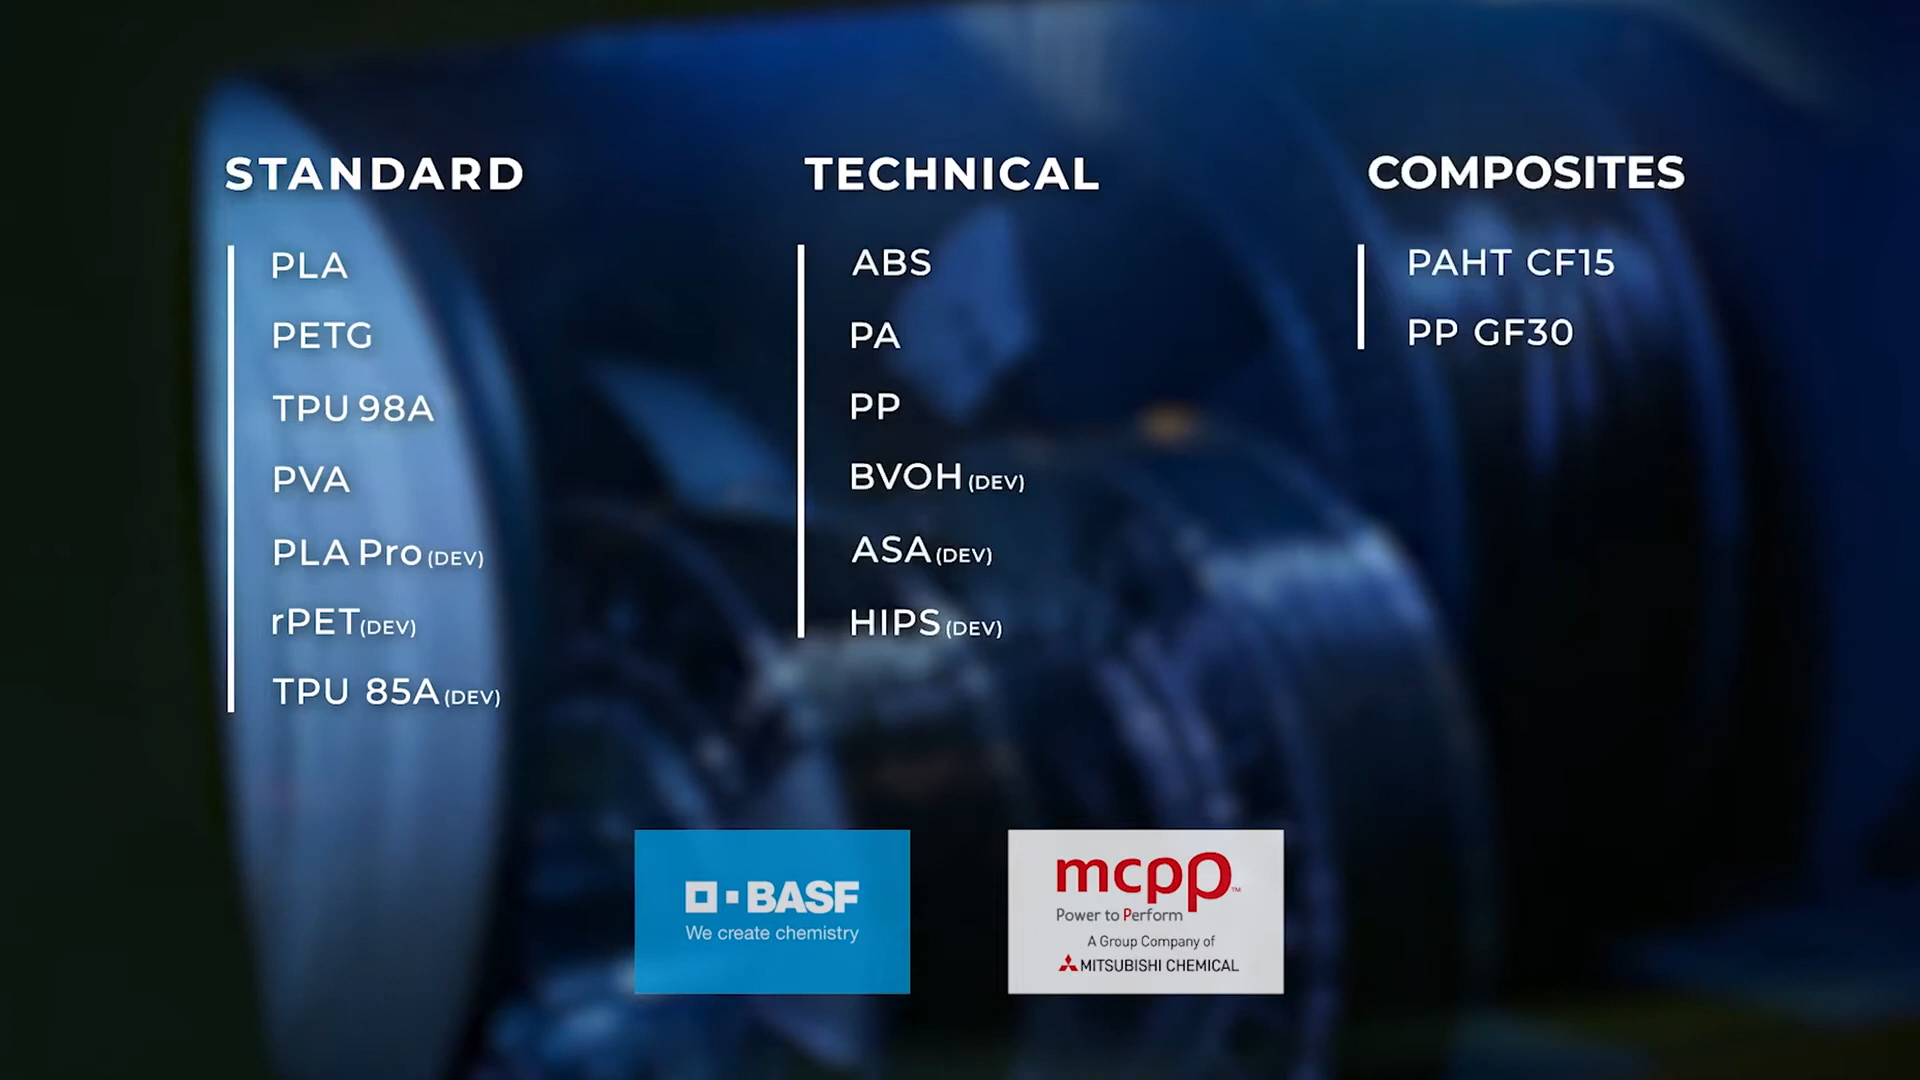 STANDARD
PLA
PETG
TPU 98A
PVA
PLA Pro (DEV)
rPET (DEV)
TPU 85A (DEV)
TECHNICAL
ABS
PA
PP
BVOH (DEV)
ASA (DEV)
HIPS (DEV)
COMPOSITES
PAHT CF15
PP GF30
BASF
We create chemistry
mcpp™
Power to Perform
A Group Company of
MITSUBISHI CHEMICAL